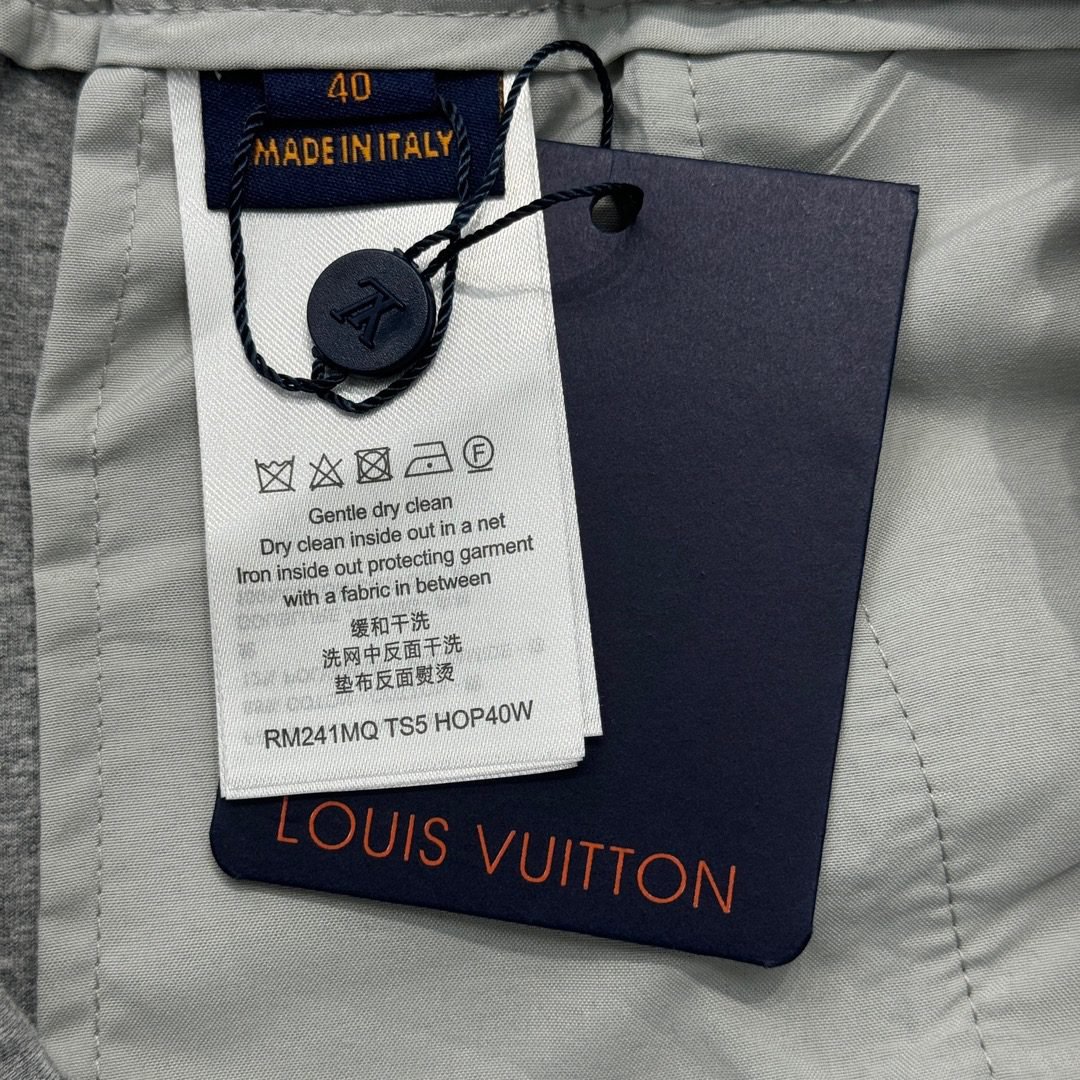 40
MADE IN ITALY
LV
F
Gentle dry clean
Dry clean inside out in a net
Iron inside out protecting garment
with a fabric in between
缓和干洗
洗网中反面干洗
垫布反面熨烫
RM241MQ TS5 HOP40W
LOUIS VUITTON